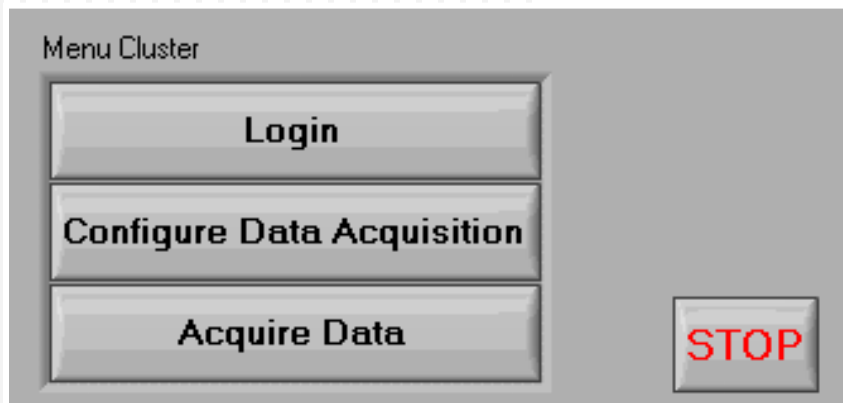 Menu Cluster
Login
Configure Data Acquisition
Acquire Data
STOP